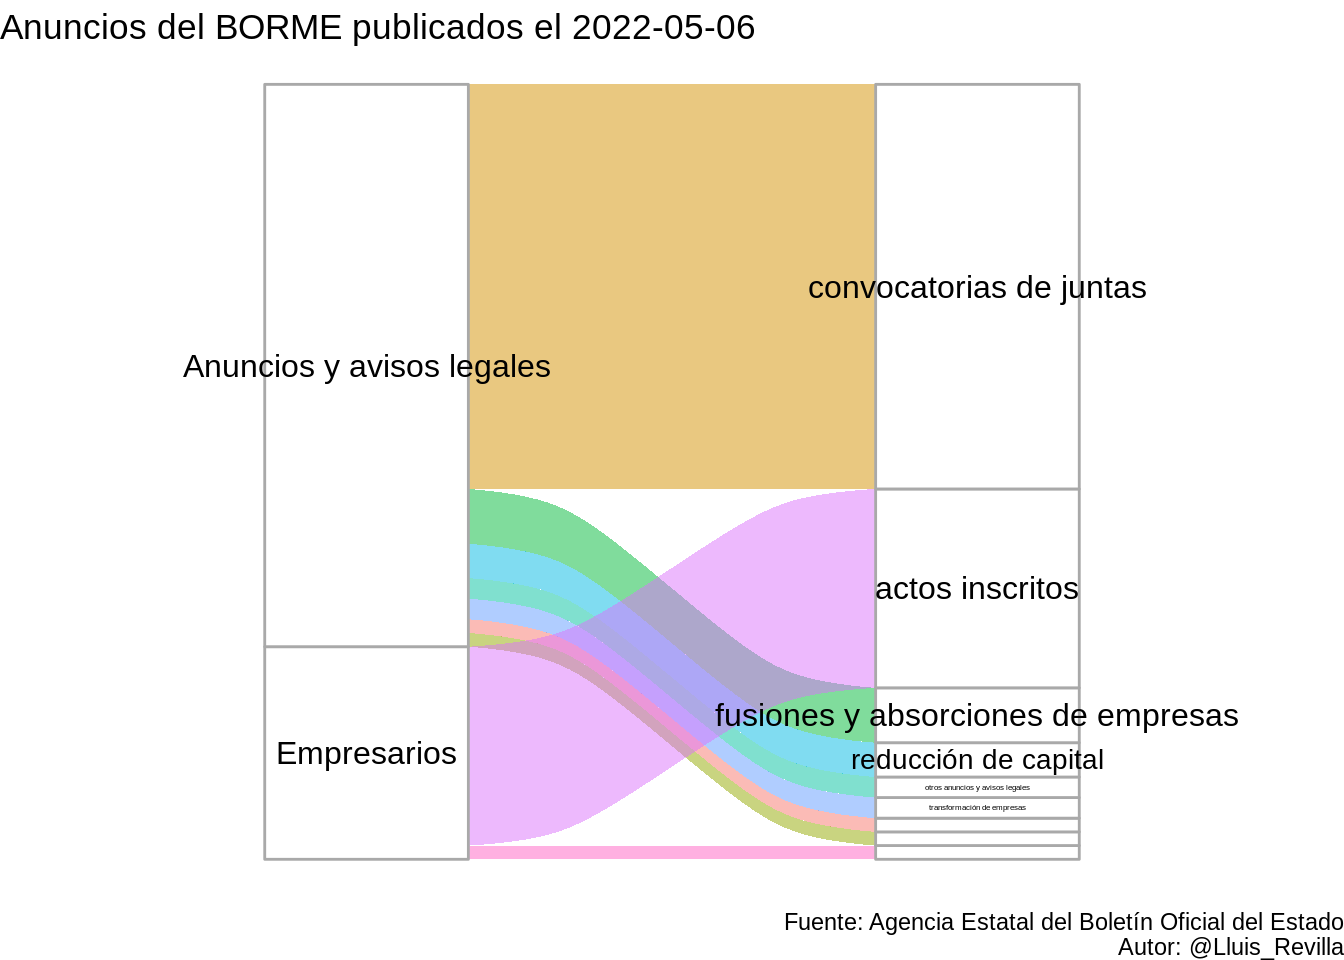 Anuncios del BORME publicados el 2022-05-06
convocatorias de juntas
Anuncios y avisos legales
actos inscritos
fusiones y absorciones de empresas
Empresarios
reducción de capital
otros anuncios y avisos legales
transformación de empresas
Fuente: Agencia Estatal del Boletín Oficial del Estado
Autor: @Lluis_Revilla